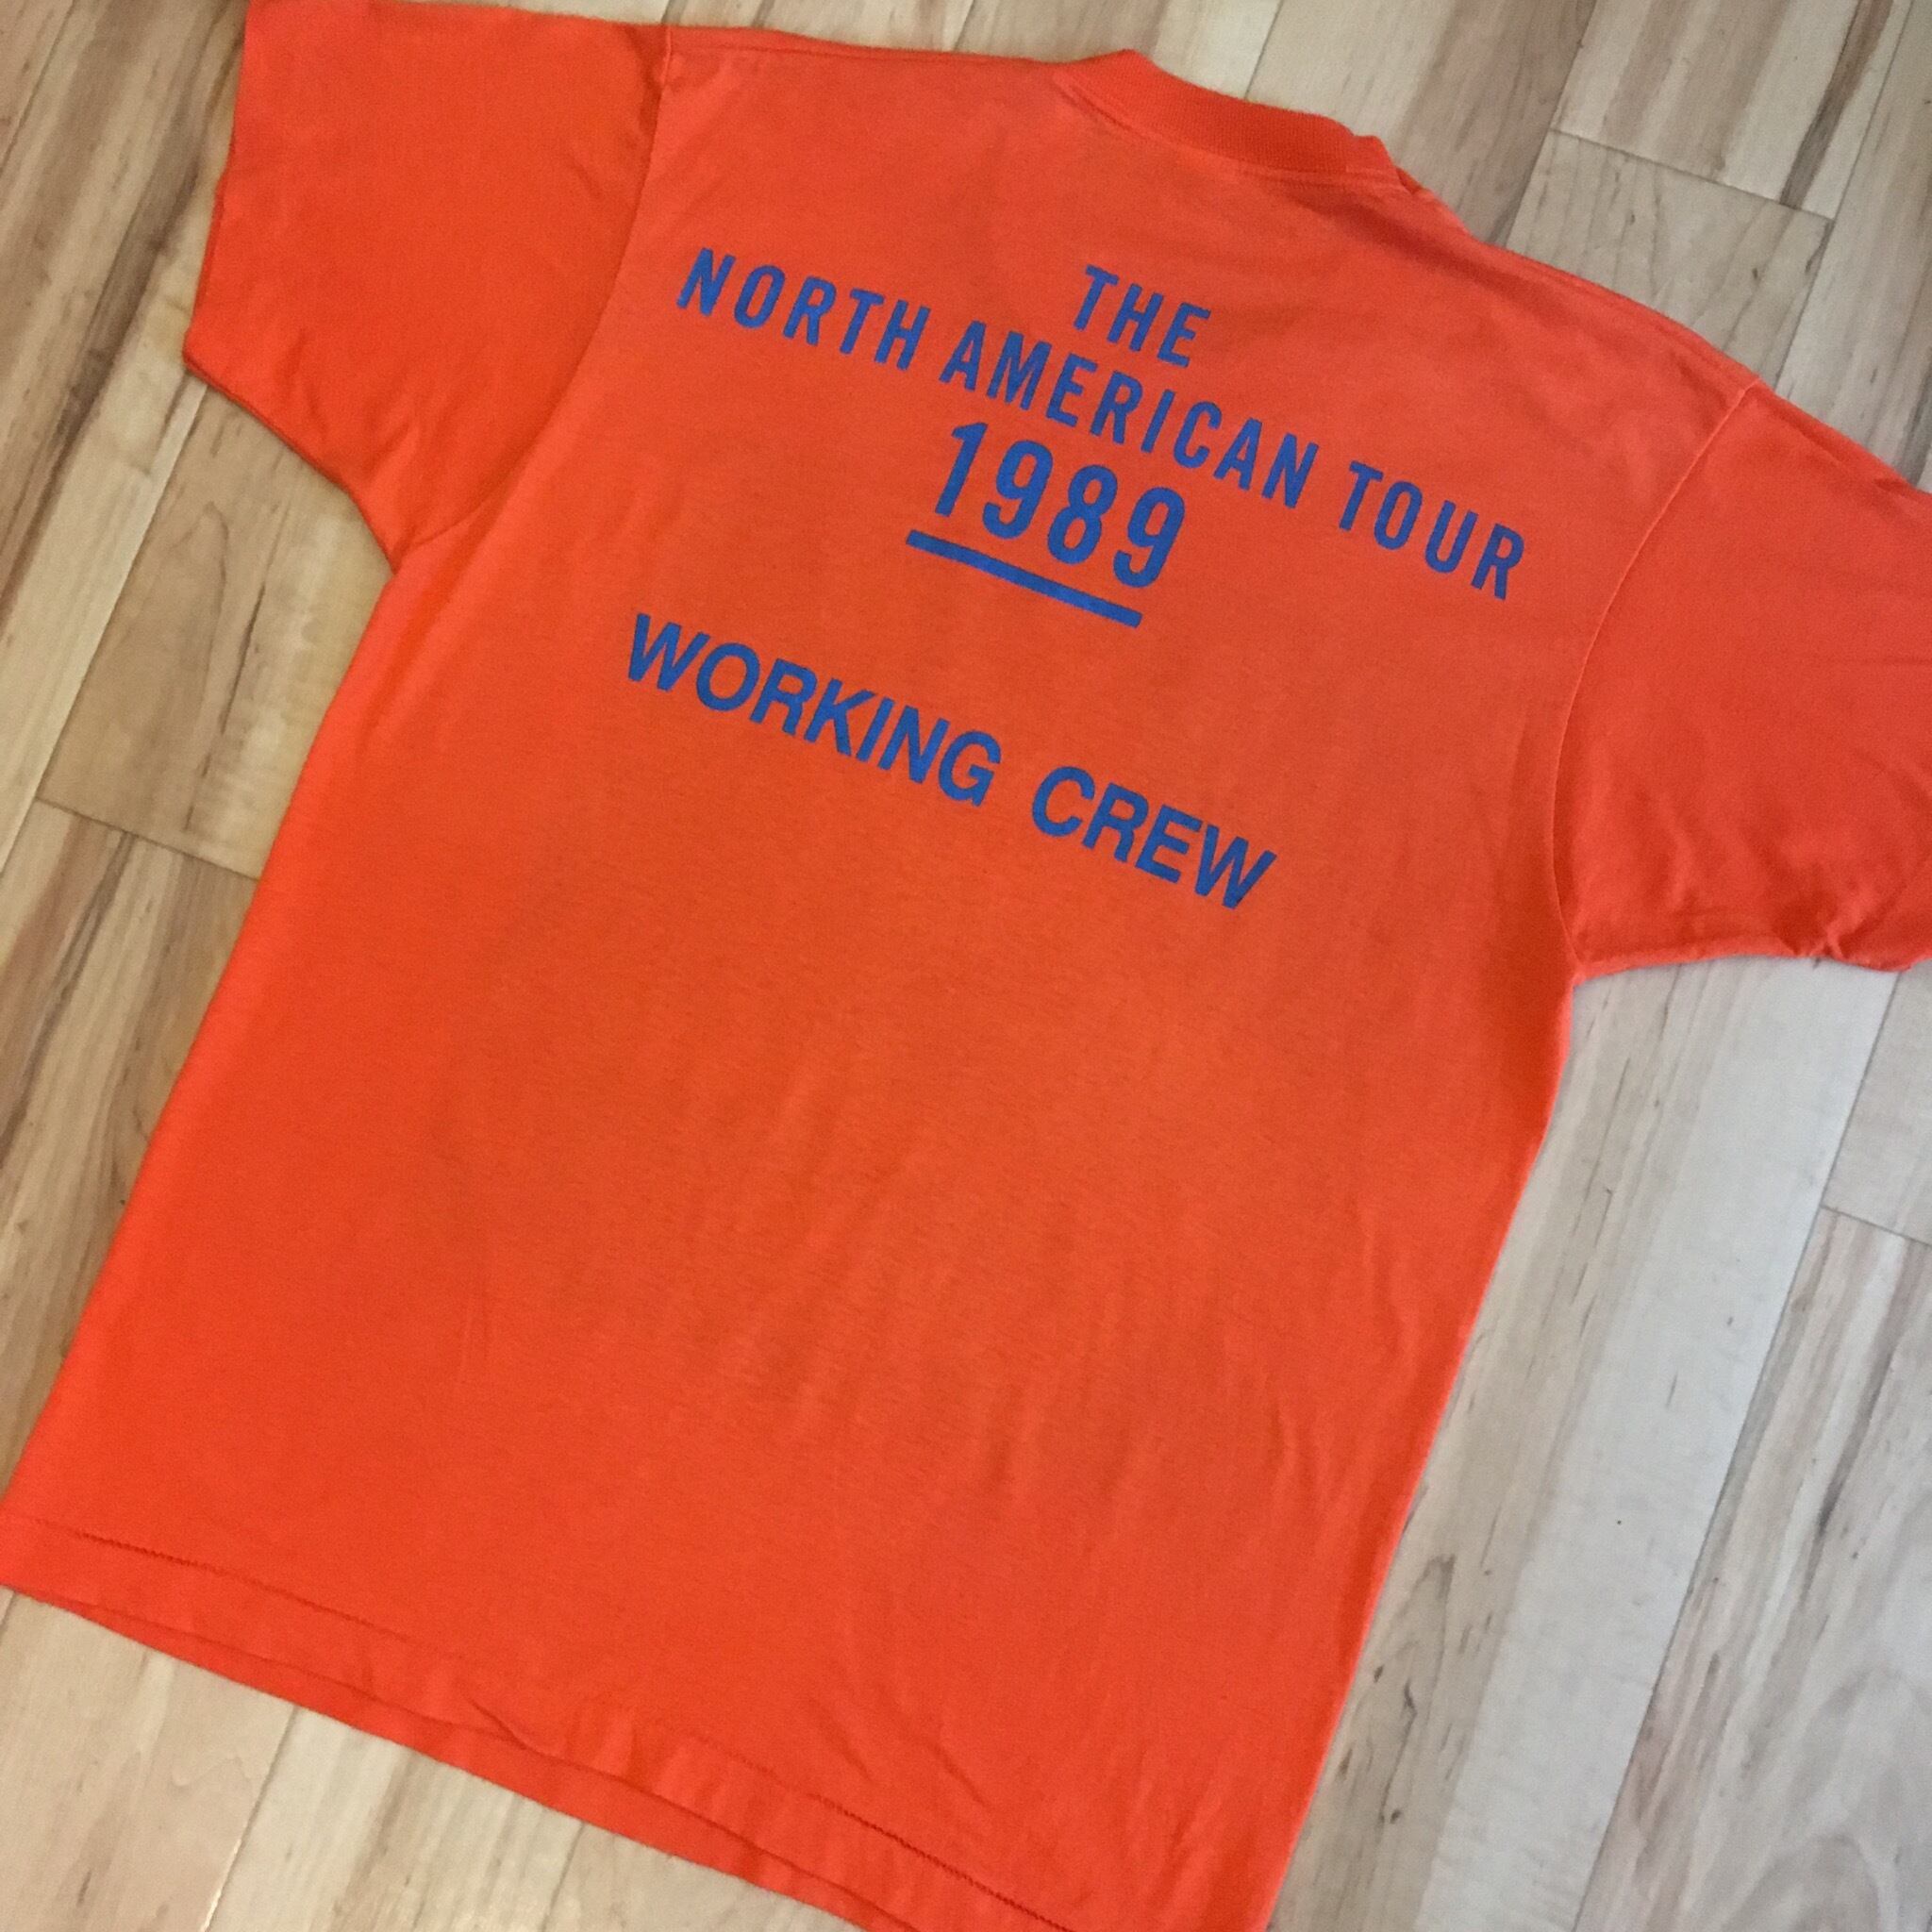 THE
NORTH AMERICAN TOUR
1989
WORKING CREW